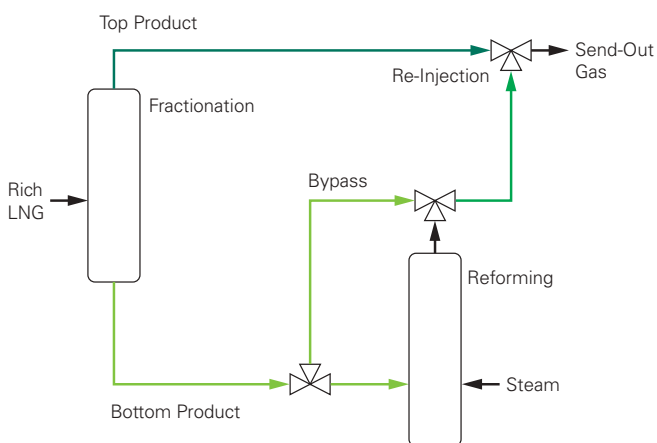 Top Product
Send-Out
Gas
Re-Injection
Fractionation
Rich
LNG
Bypass
Reforming
Steam
Bottom Product